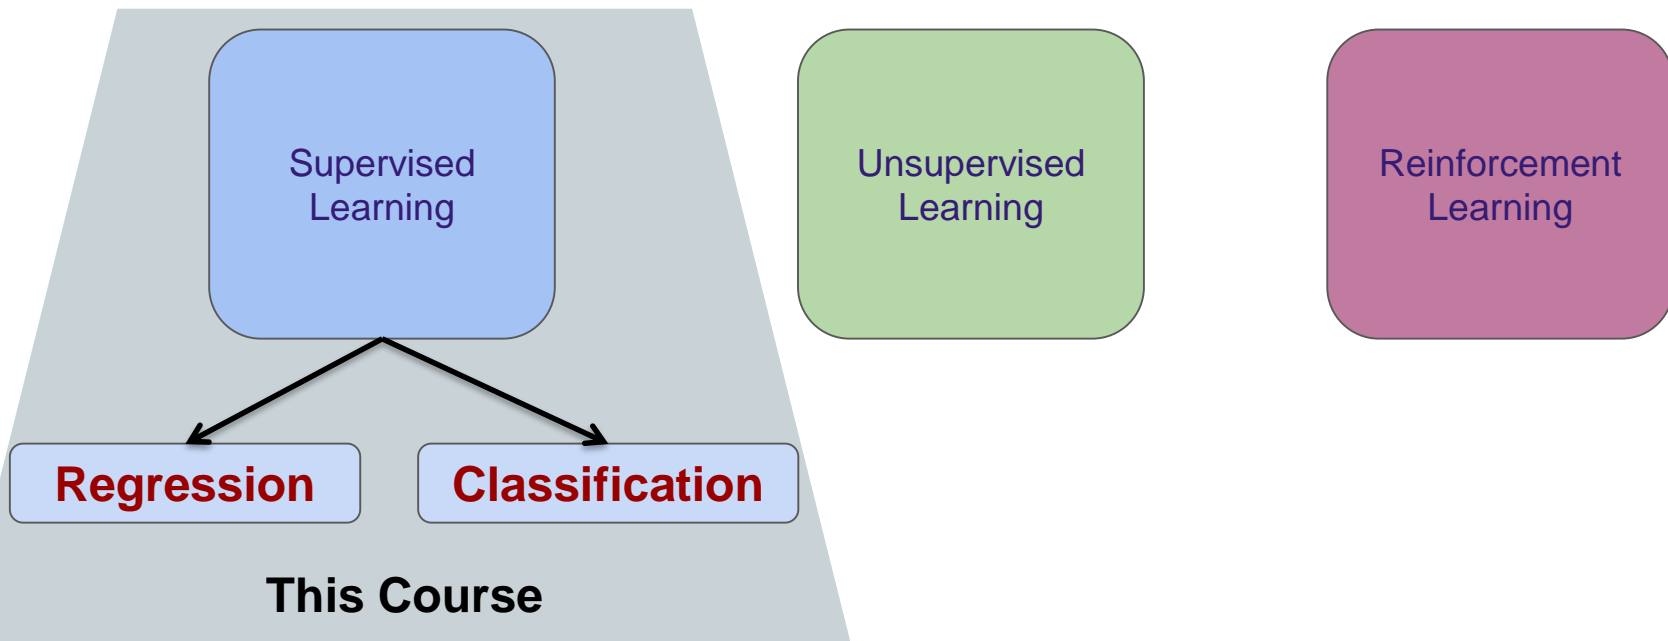 Supervised
Learning
Unsupervised
Learning
Reinforcement
Learning
Regression
Classification
This Course